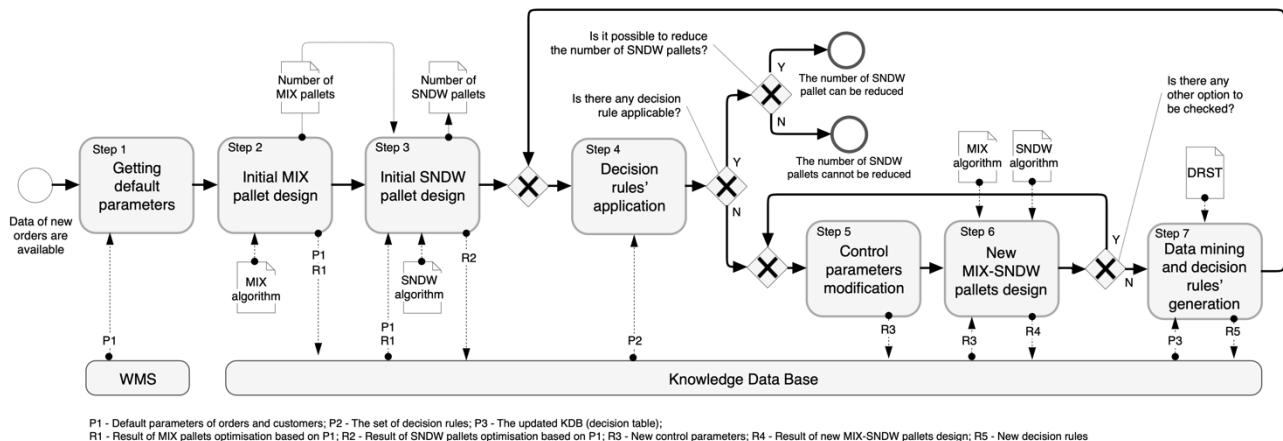 Is it possible to reduce
the number of SNDW pallets?
Y
N
The number of SNDW
pallet can be reduced
The number of SNDW
pallets cannot be reduced
Is there any decision
rule applicable?
Y
N
Is there any
other option to
be checked?
Y
N
Number of
MIX pallets
Number of
SNDW pallets
Data of new
orders are
available
Step 1
Getting
default
parameters
Step 2
Initial MIX
pallet design
Step 3
Initial SNDW
pallet design
Step 4
Decision
rules'
application
Step 5
Control
parameters
modification
Step 6
New
MIX-SNDW
pallets design
Step 7
Data mining
and decision
rules'
generation
MIX
algorithm
SNDW
algorithm
DRST
MIX
algorithm
P1
R1
SNDW
algorithm
R2
P1
P1
R1
P2
R3
R3
R4
P3
R5
WMS
Knowledge Data Base
P1 - Default parameters of orders and customers; P2 - The set of decision rules; P3 - The updated KDB (decision table);
R1 - Result of MIX pallets optimisation based on P1; R2 - Result of SNDW pallets optimisation based on P1; R3 - New control parameters; R4 - Result of new MIX-SNDW pallets design; R5 - New decision rules